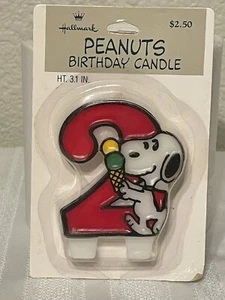 Hallmark
$2.50
PEANUTS
BIRTHDAY CANDLE
HT. 3.1 IN.
2